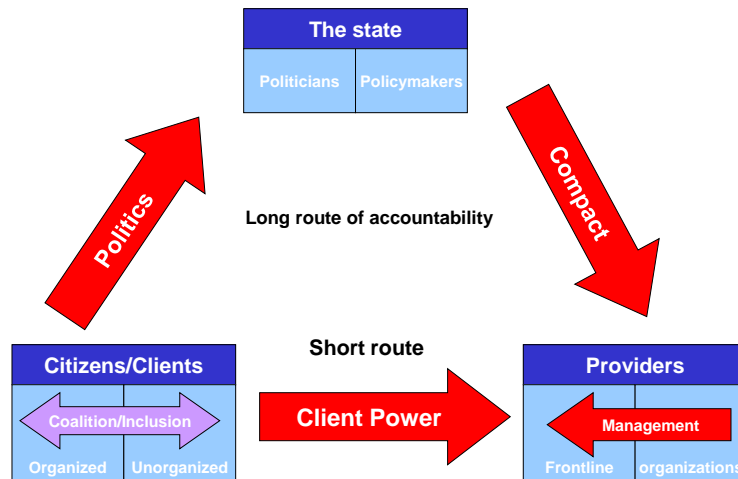 The state
Politicians Policymakers
Politics
Compact
Long route of accountability
Short route
Citizens/Clients
Coalition/Inclusion
Organized Unorganized
Client Power
Providers
Management
Frontline organizations